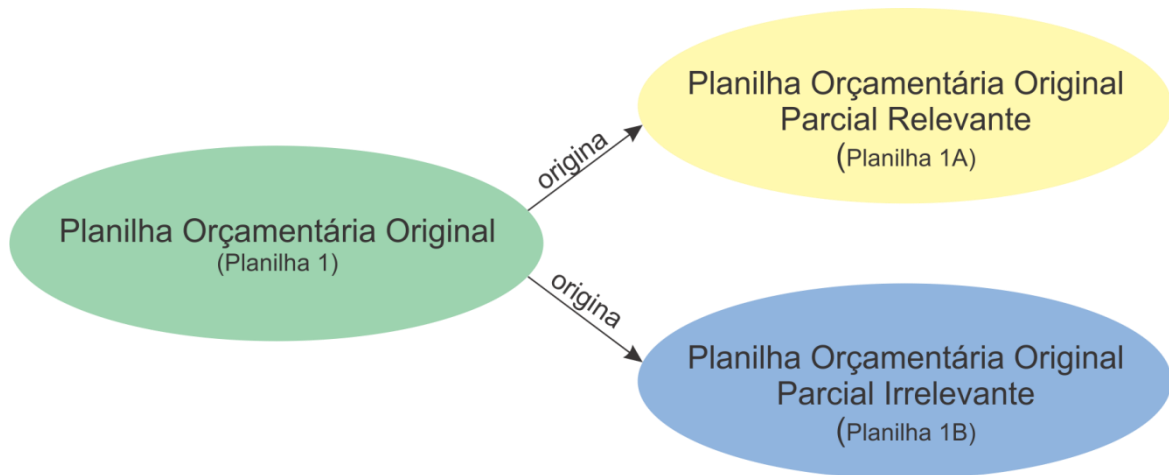 Planilha Orçamentária Original
(Planilha 1)
origina
Planilha Orçamentária Original
Parcial Relevante
(Planilha 1A)
origina
Planilha Orçamentária Original
Parcial Irrelevante
(Planilha 1B)